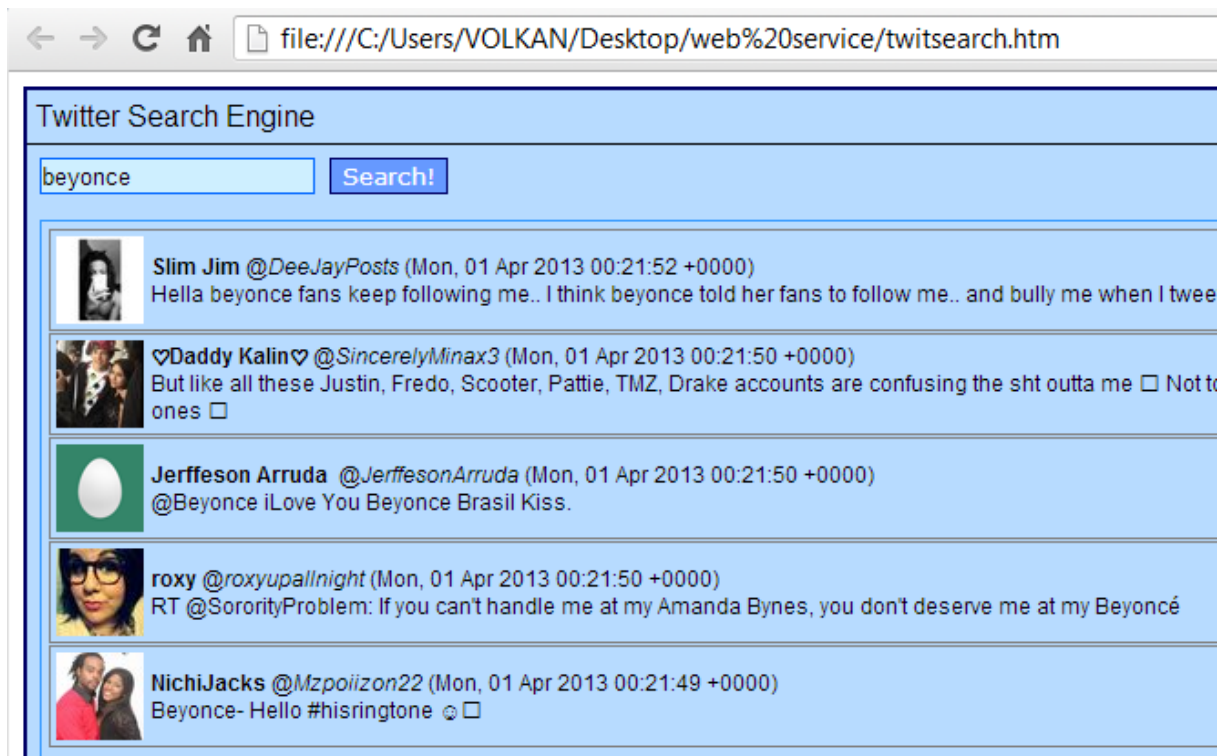 file:///C:/Users/VOLKAN/Desktop/web%20service/twitsearch.htm
Twitter Search Engine
beyonce Search!
Slim Jim @DeeJayPosts (Mon, 01 Apr 2013 00:21:52 +0000)
Hella beyonce fans keep following me.. I think beyonce told her fans to follow me.. and bully me when I twee
♡Daddy Kalin♡ @SincerelyMinax3 (Mon, 01 Apr 2013 00:21:50 +0000)
But like all these Justin, Fredo, Scooter, Pattie, TMZ, Drake accounts are confusing the sht outta me □ Not to
ones □
Jerffeson Arruda @JerffesonArruda (Mon, 01 Apr 2013 00:21:50 +0000)
@Beyonce iLove You Beyonce Brasil Kiss.
roxy @roxyupallnight (Mon, 01 Apr 2013 00:21:50 +0000)
RT @SororityProblem: If you can't handle me at my Amanda Bynes, you don't deserve me at my Beyoncé
NichiJacks @Mzpoiizon22 (Mon, 01 Apr 2013 00:21:49 +0000)
Beyonce- Hello #hisringtone ☺□